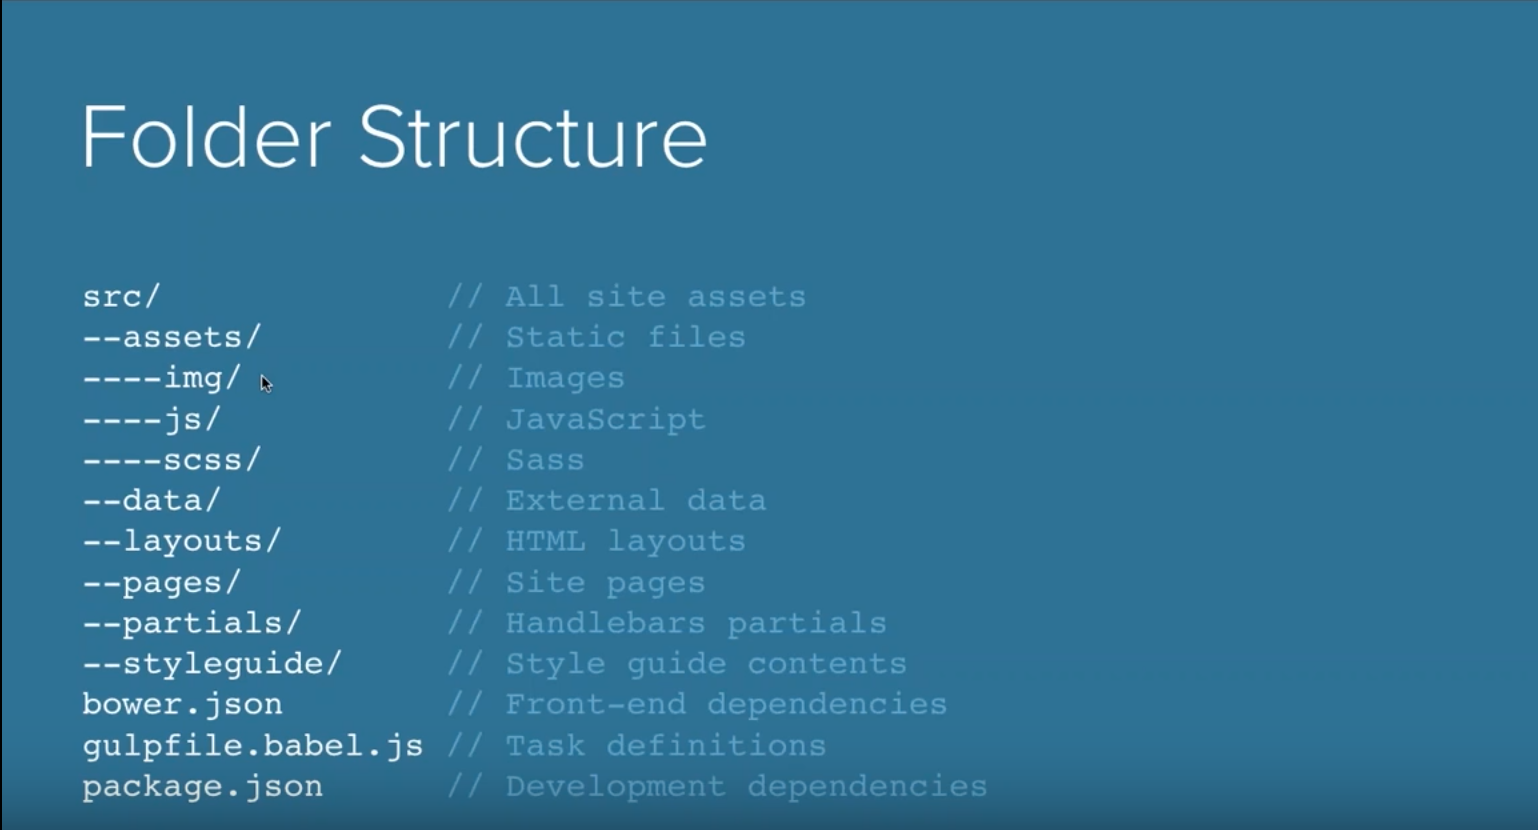 Folder Structure
src/ // All site assets
--assets/ // Static files
----img/ // Images
----js/ // JavaScript
----scss/ // Sass
--data/ // External data
--layouts/ // HTML layouts
--pages/ // Site pages
--partials/ // Handlebars partials
--styleguide/ // Style guide contents
bower.json // Front-end dependencies
gulpfile.babel.js // Task definitions
package.json // Development dependencies